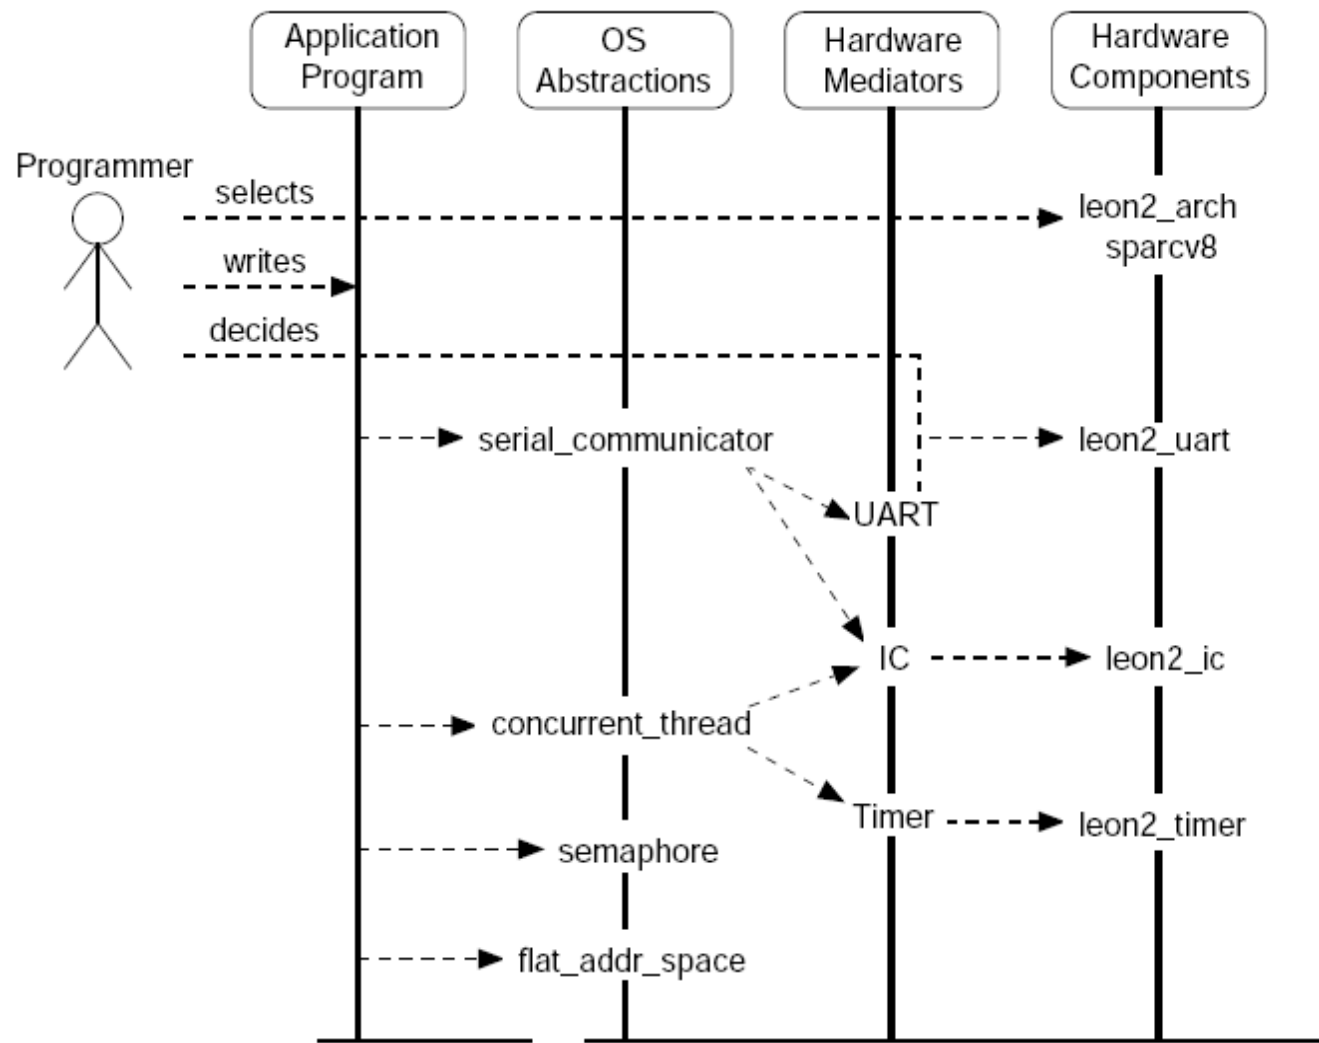 Application
Program
OS
Abstractions
Hardware
Mediators
Hardware
Components
Programmer
selects
leon2_arch
sparcv8
writes
decides
serial_communicator
leon2_uart
UART
IC
leon2_ic
concurrent_thread
Timer
leon2_timer
semaphore
flat_addr_space